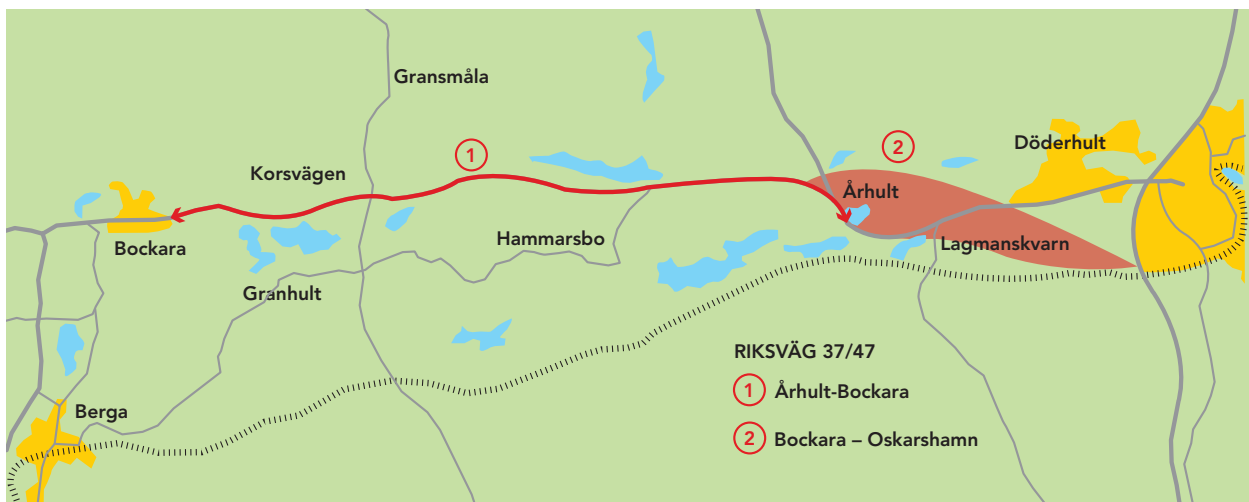 Gransmåla
1
2
Döderhult
Korsvägen
Århult
Bockara
Hammarsbo
Lagmanskvarn
Granhult
RIKSVÄG 37/47
1 Århult-Bockara
Berga
2 Bockara – Oskarshamn